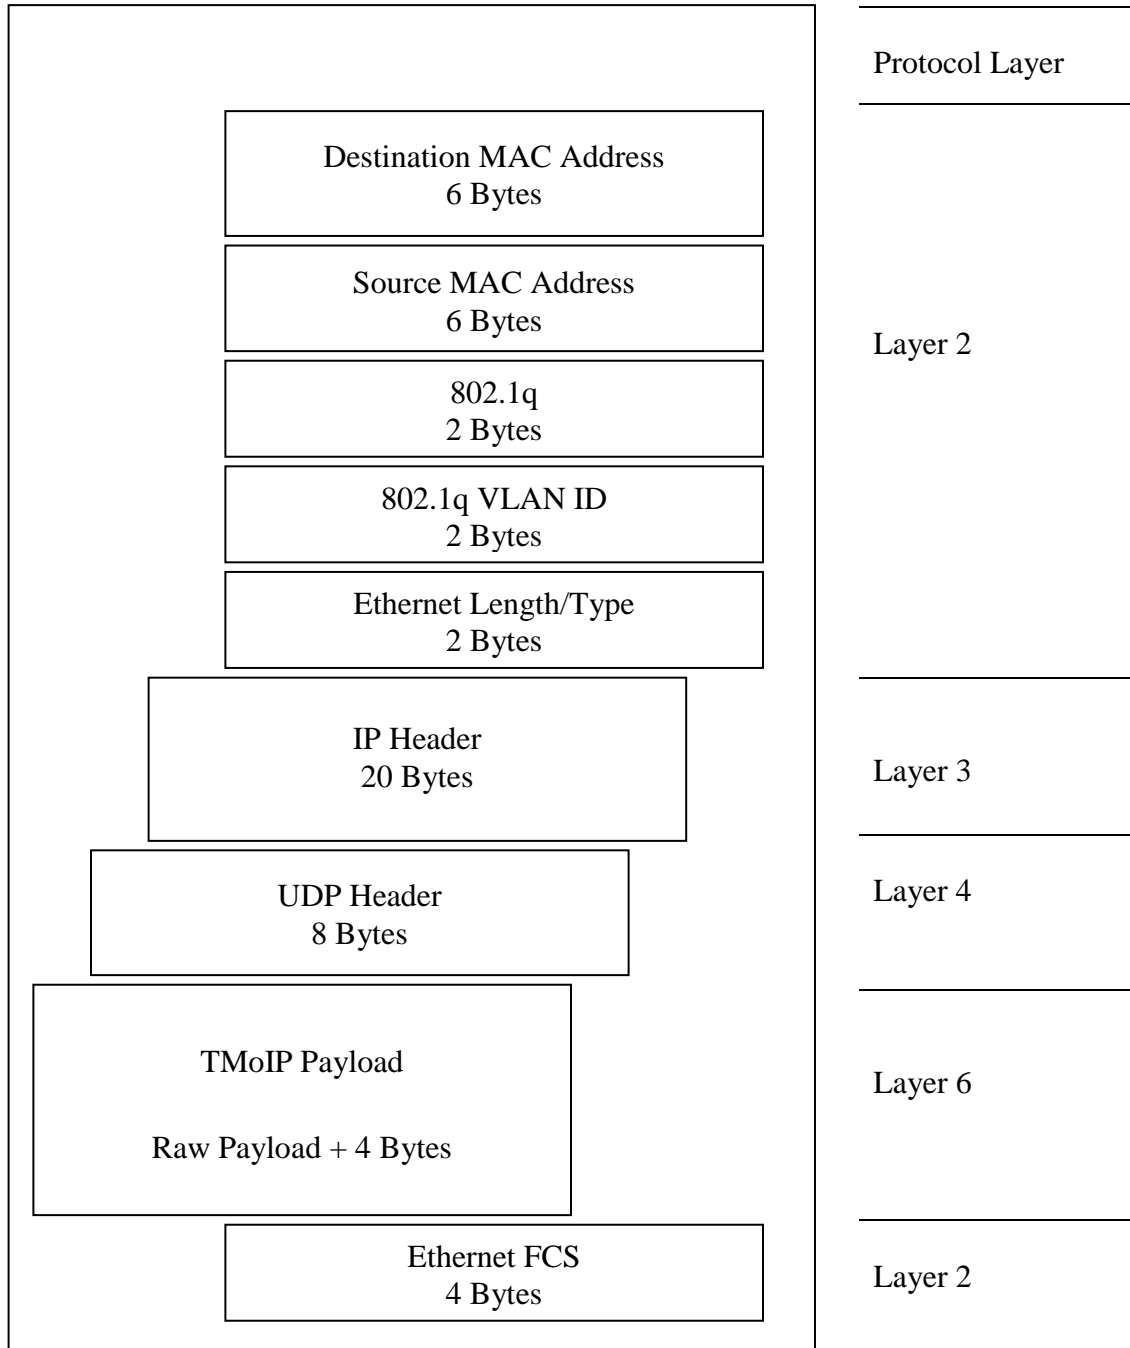 Protocol Layer
Destination MAC Address
6 Bytes
Source MAC Address
6 Bytes
Layer 2
802.1q
2 Bytes
802.1q VLAN ID
2 Bytes
Ethernet Length/Type
2 Bytes
IP Header
20 Bytes
Layer 3
UDP Header
8 Bytes
Layer 4
TMoIP Payload
Raw Payload + 4 Bytes
Layer 6
Ethernet FCS
4 Bytes
Layer 2